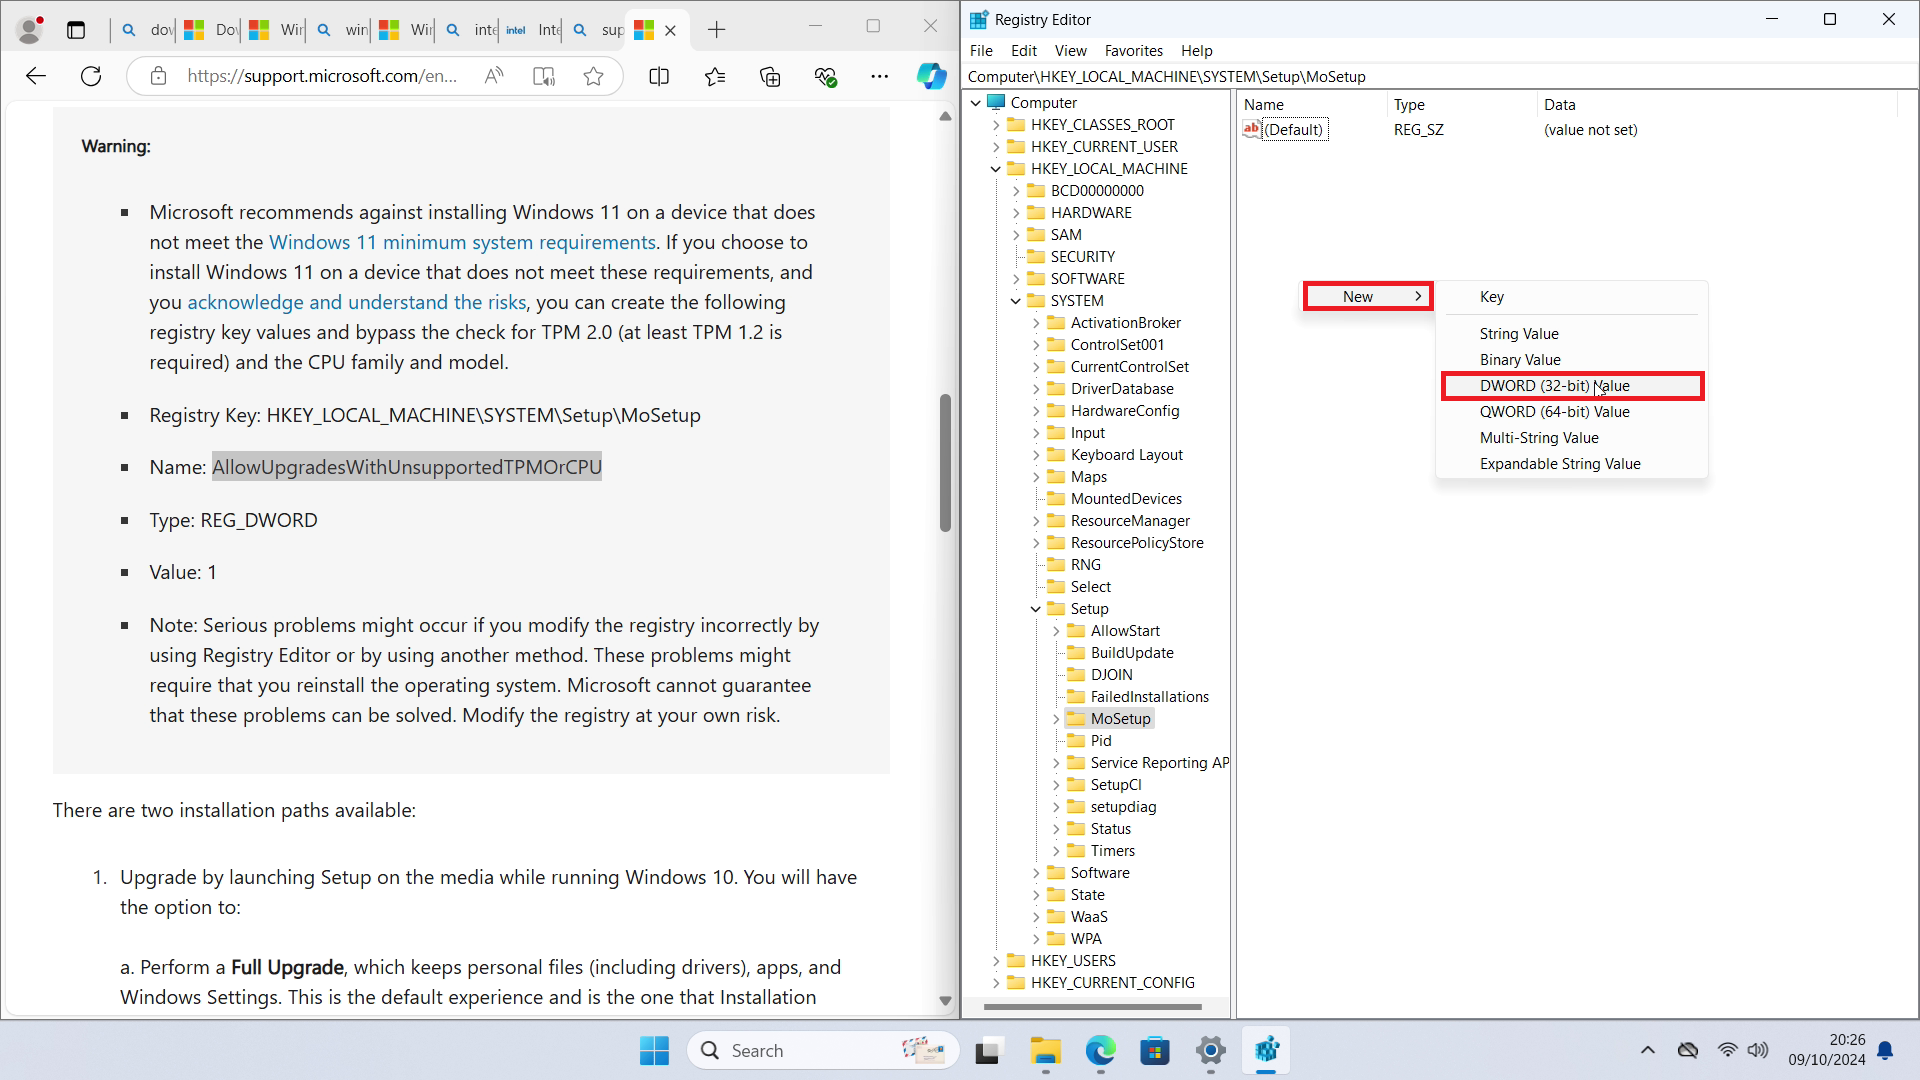 dow
Dow
Win
win
Win
inte
intel
Inte
sup
https://support.microsoft.com/en...
Warning:
Microsoft recommends against installing Windows 11 on a device that does
not meet the Windows 11 minimum system requirements. If you choose to
install Windows 11 on a device that does not meet these requirements, and
you acknowledge and understand the risks, you can create the following
registry key values and bypass the check for TPM 2.0 (at least TPM 1.2 is
required) and the CPU family and model.
Registry Key: HKEY_LOCAL_MACHINE\SYSTEM\Setup\MoSetup
Name: AllowUpgradesWithUnsupportedTPMOrCPU
Type: REG_DWORD
Value: 1
Note: Serious problems might occur if you modify the registry incorrectly by
using Registry Editor or by using another method. These problems might
require that you reinstall the operating system. Microsoft cannot guarantee
that these problems can be solved. Modify the registry at your own risk.
There are two installation paths available:
1. Upgrade by launching Setup on the media while running Windows 10. You will have
the option to:
a. Perform a Full Upgrade, which keeps personal files (including drivers), apps, and
Windows Settings. This is the default experience and is the one that Installation
Registry Editor
File Edit View Favorites Help
Computer\HKEY_LOCAL_MACHINE\SYSTEM\Setup\MoSetup
Computer
HKEY_CLASSES_ROOT
HKEY_CURRENT_USER
HKEY_LOCAL_MACHINE
BCD00000000
HARDWARE
SAM
SECURITY
SOFTWARE
SYSTEM
ActivationBroker
ControlSet001
CurrentControlSet
DriverDatabase
HardwareConfig
Input
Keyboard Layout
Maps
MountedDevices
ResourceManager
ResourcePolicyStore
RNG
Select
Setup
AllowStart
BuildUpdate
DJOIN
FailedInstallations
MoSetup
Pid
Service Reporting AP
SetupCl
setupdiag
Status
Timers
Software
State
WaaS
WPA
HKEY_USERS
HKEY_CURRENT_CONFIG
Name Type Data
ab (Default) REG_SZ (value not set)
New
Key
String Value
Binary Value
DWORD (32-bit) Value
QWORD (64-bit) Value
Multi-String Value
Expandable String Value
Search
20:26
09/10/2024